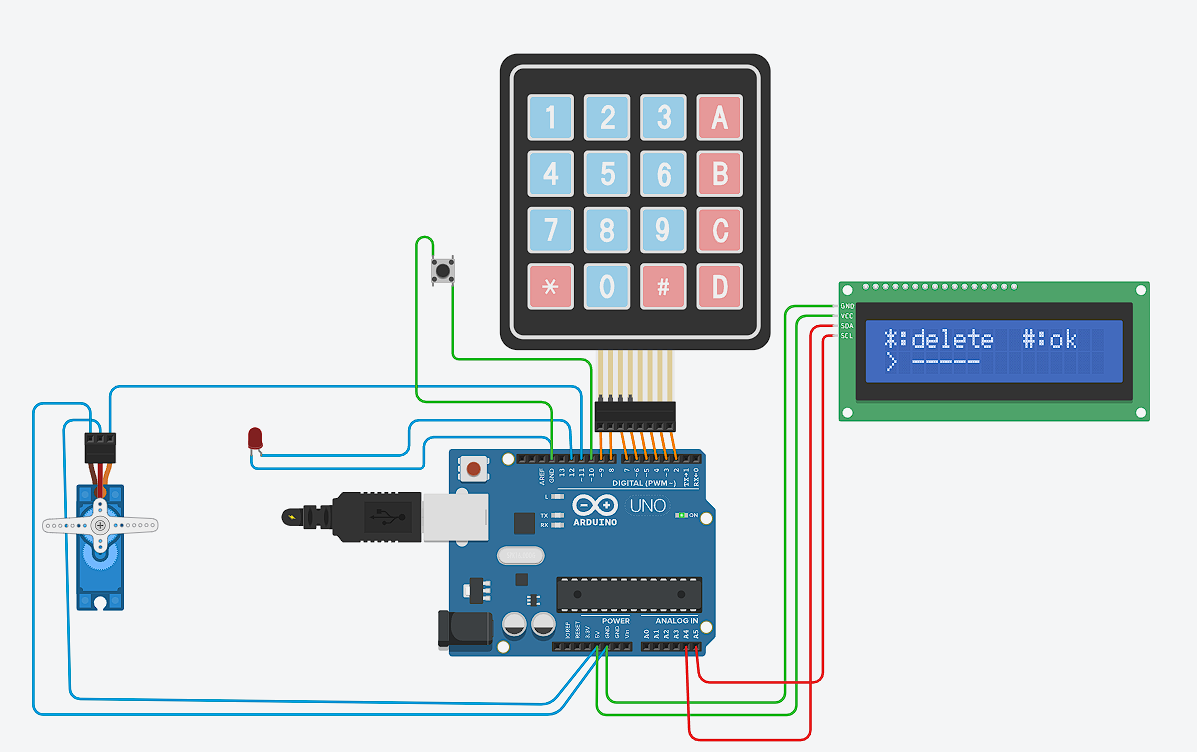 1 2 3 A
4 5 6 B
7 8 9 C
* 0 # D
GND
VCC
SDA
SCL
*:delete #:ok
> -----
AREF
GND
13
12
~11
~10
~9
8
7
~6
~5
4
~3
2
TX→1
RX←0
DIGITAL (PWM~)
L
TX
RX
UNO
ARDUINO
ON
POWER
ANALOG IN
IOREF
RESET
3.3V
5V
GND
GND
Vin
A0
A1
A2
A3
A4
A5